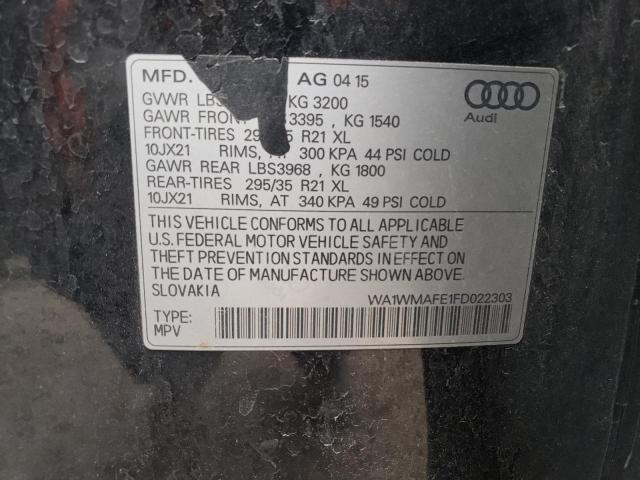 MFD. AG 04 15
Audi
GVWR LBS KG 3200
GAWR FRONT 3395 , KG 1540
FRONT-TIRES R21 XL
10JX21 RIMS, AT 300 KPA 44 PSI COLD
GAWR REAR LBS3968 , KG 1800
REAR-TIRES 295/35 R21 XL
10JX21 RIMS, AT 340 KPA 49 PSI COLD
THIS VEHICLE CONFORMS TO ALL APPLICABLE
U.S. FEDERAL MOTOR VEHICLE SAFETY AND
THEFT PREVENTION STANDARDS IN EFFECT ON
THE DATE OF MANUFACTURE SHOWN ABOVE.
SLOVAKIA
WA1WMAFE1FD022303
TYPE:
MPV